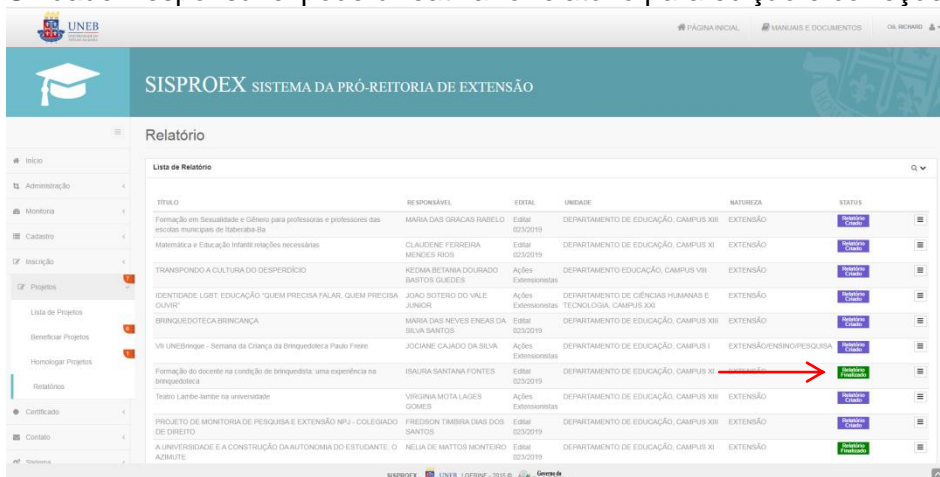 UNEB
PÁGINA INICIAL
MANUAIS E DOCUMENTOS
OLÁ, RICHARD
SISPROEX SISTEMA DA PRÓ-REITORIA DE EXTENSÃO
Relatório
Início
Administração
Monitoria
Cadastro
Inscrição
Projetos
7
Lista de Projetos
Beneficiar Projetos
6
Homologar Projetos
1
Relatórios
Certificado
Contato
Sistema
Lista de Relatório
TÍTULO RESPONSÁVEL EDITAL UNIDADE NATUREZA STATUS
Formação em Sexualidade e Gênero para professoras e professores das MARIA DAS GRACAS RABELO Edital DEPARTAMENTO DE EDUCAÇÃO, CAMPUS XIII EXTENSÃO Relatório Criado
escolas municipais de Itaberaba-Ba 023/2019
Matemática e Educação Infantil:relações necessárias CLAUDENE FERREIRA Edital DEPARTAMENTO DE EDUCAÇÃO, CAMPUS XI EXTENSÃO Relatório Criado
MENDES RIOS 023/2019
TRANSPONDO A CULTURA DO DESPERDÍCIO KEDMA BETANIA DOURADO Ações DEPARTAMENTO EDUCAÇÃO, CAMPUS VIII EXTENSÃO Relatório Criado
BASTOS GUEDES Extensionistas
IDENTIDADE LGBT: EDUCAÇÃO "QUEM PRECISA FALAR, QUEM PRECISA JOAO SOTERO DO VALE Ações DEPARTAMENTO DE CIÊNCIAS HUMANAS E EXTENSÃO Relatório Criado
OUVIR" JUNIOR Extensionistas TECNOLOGIA, CAMPUS XXI
BRINQUEDOTECA BRINCANÇA MARIA DAS NEVES ENEAS DA Edital DEPARTAMENTO DE EDUCAÇÃO, CAMPUS XIII EXTENSÃO Relatório Criado
SILVA SANTOS 023/2019
VII UNEBrinque - Semana da Criança da Brinquedoteca Paulo Freire JOCIANE CAJADO DA SILVA Ações DEPARTAMENTO DE EDUCAÇÃO, CAMPUS I EXTENSÃO/ENSINO/PESQUISA Relatório Criado
Extensionistas
Formação do docente na condição de brinquedista: uma experiência na ISAURA SANTANA FONTES Edital DEPARTAMENTO DE EDUCAÇÃO, CAMPUS XI EXTENSÃO Relatório Finalizado
brinquedoteca 023/2019
Teatro Lambe-lambe na universidade VIRGINIA MOTA LAGES Ações DEPARTAMENTO DE EDUCAÇÃO, CAMPUS XIII EXTENSÃO Relatório Criado
GOMES Extensionistas
PROJETO DE MONITORIA DE PESQUISA E EXTENSÃO NPJ - COLEGIADO FREDSON TIMBIRA DIAS DOS Edital DEPARTAMENTO DE EDUCAÇÃO, CAMPUS XIII EXTENSÃO Relatório Criado
DE DIREITO SANTOS 023/2019
A UNIVERSIDADE E A CONSTRUÇÃO DA AUTONOMIA DO ESTUDANTE: O NÉLIA DE MATTOS MONTEIRO Edital DEPARTAMENTO DE EDUCAÇÃO, CAMPUS XI EXTENSÃO Relatório Finalizado
AZIMUTE 023/2019
SISPROEX UNEB | GERINF - 2015 © Governo da